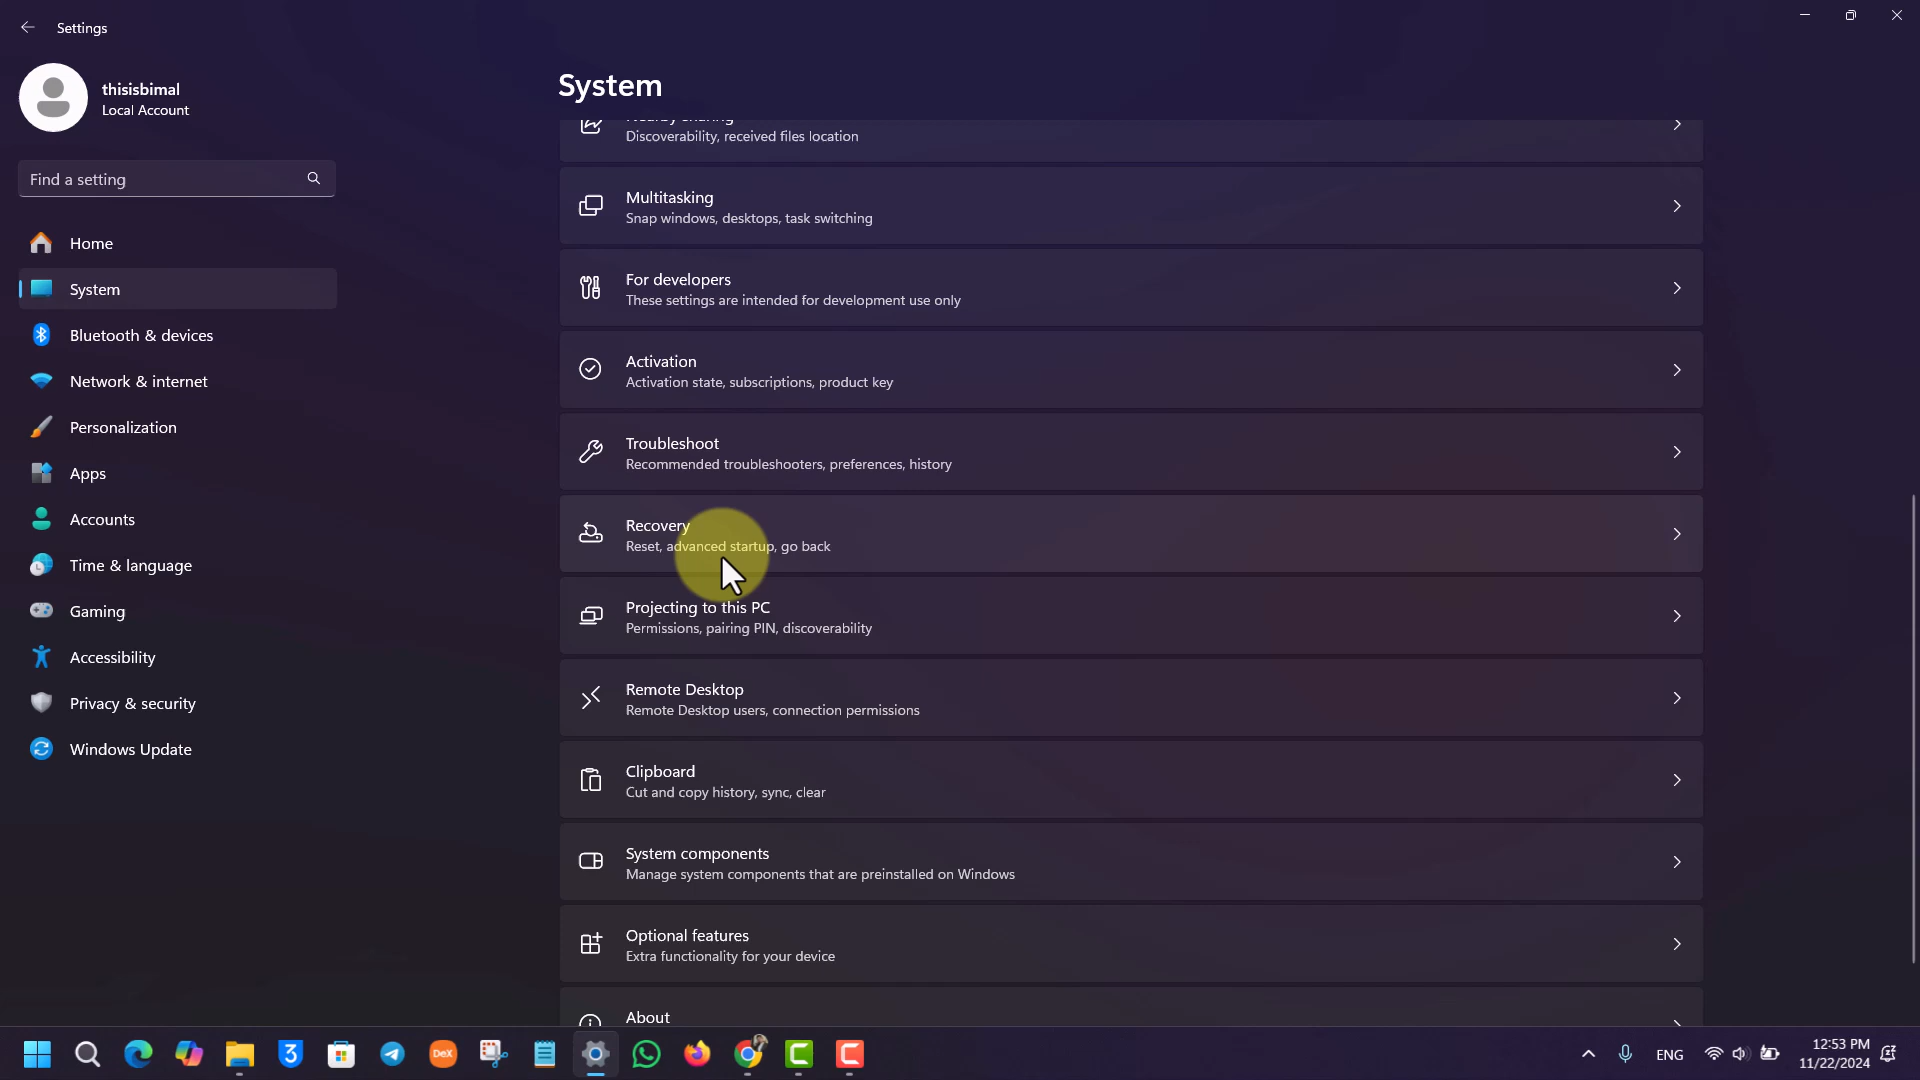 Settings
thisisbimal
Local Account
Find a setting
Home
System
Bluetooth & devices
Network & internet
Personalization
Apps
Accounts
Time & language
Gaming
Accessibility
Privacy & security
Windows Update
System
Nearby sharing
Discoverability, received files location
Multitasking
Snap windows, desktops, task switching
For developers
These settings are intended for development use only
Activation
Activation state, subscriptions, product key
Troubleshoot
Recommended troubleshooters, preferences, history
Recovery
Reset, advanced startup, go back
Projecting to this PC
Permissions, pairing PIN, discoverability
Remote Desktop
Remote Desktop users, connection permissions
Clipboard
Cut and copy history, sync, clear
System components
Manage system components that are preinstalled on Windows
Optional features
Extra functionality for your device
About
3
DeX
ENG
12:53 PM
11/22/2024